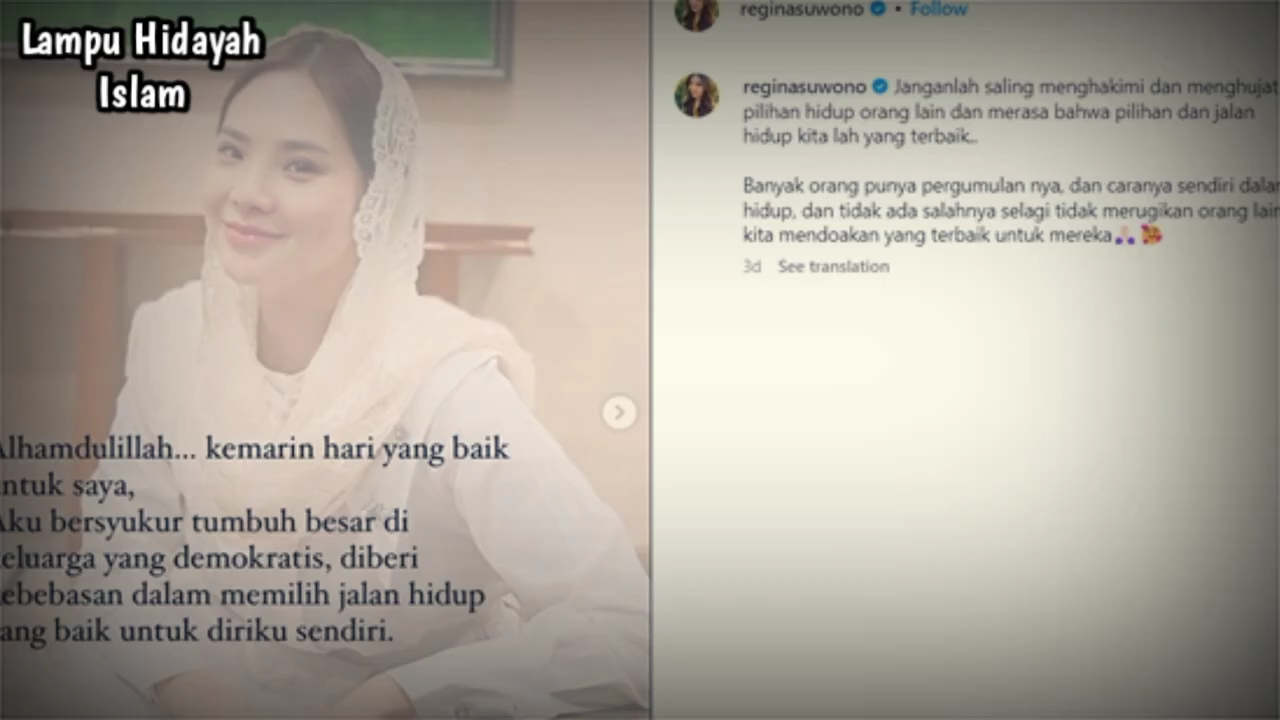 Lampu Hidayah
Islam
reginasuwono • Follow
reginasuwono Janganlah saling menghakimi dan menghujat
pilihan hidup orang lain dan merasa bahwa pilihan dan jalan
hidup kita lah yang terbaik..
Banyak orang punya pergumulan nya, dan caranya sendiri dalam
hidup, dan tidak ada salahnya selagi tidak merugikan orang lain
kita mendoakan yang terbaik untuk mereka
3d See translation
Alhamdulillah... kemarin hari yang baik
untuk saya,
Aku bersyukur tumbuh besar di
keluarga yang demokratis, diberi
kebebasan dalam memilih jalan hidup
yang baik untuk diriku sendiri.